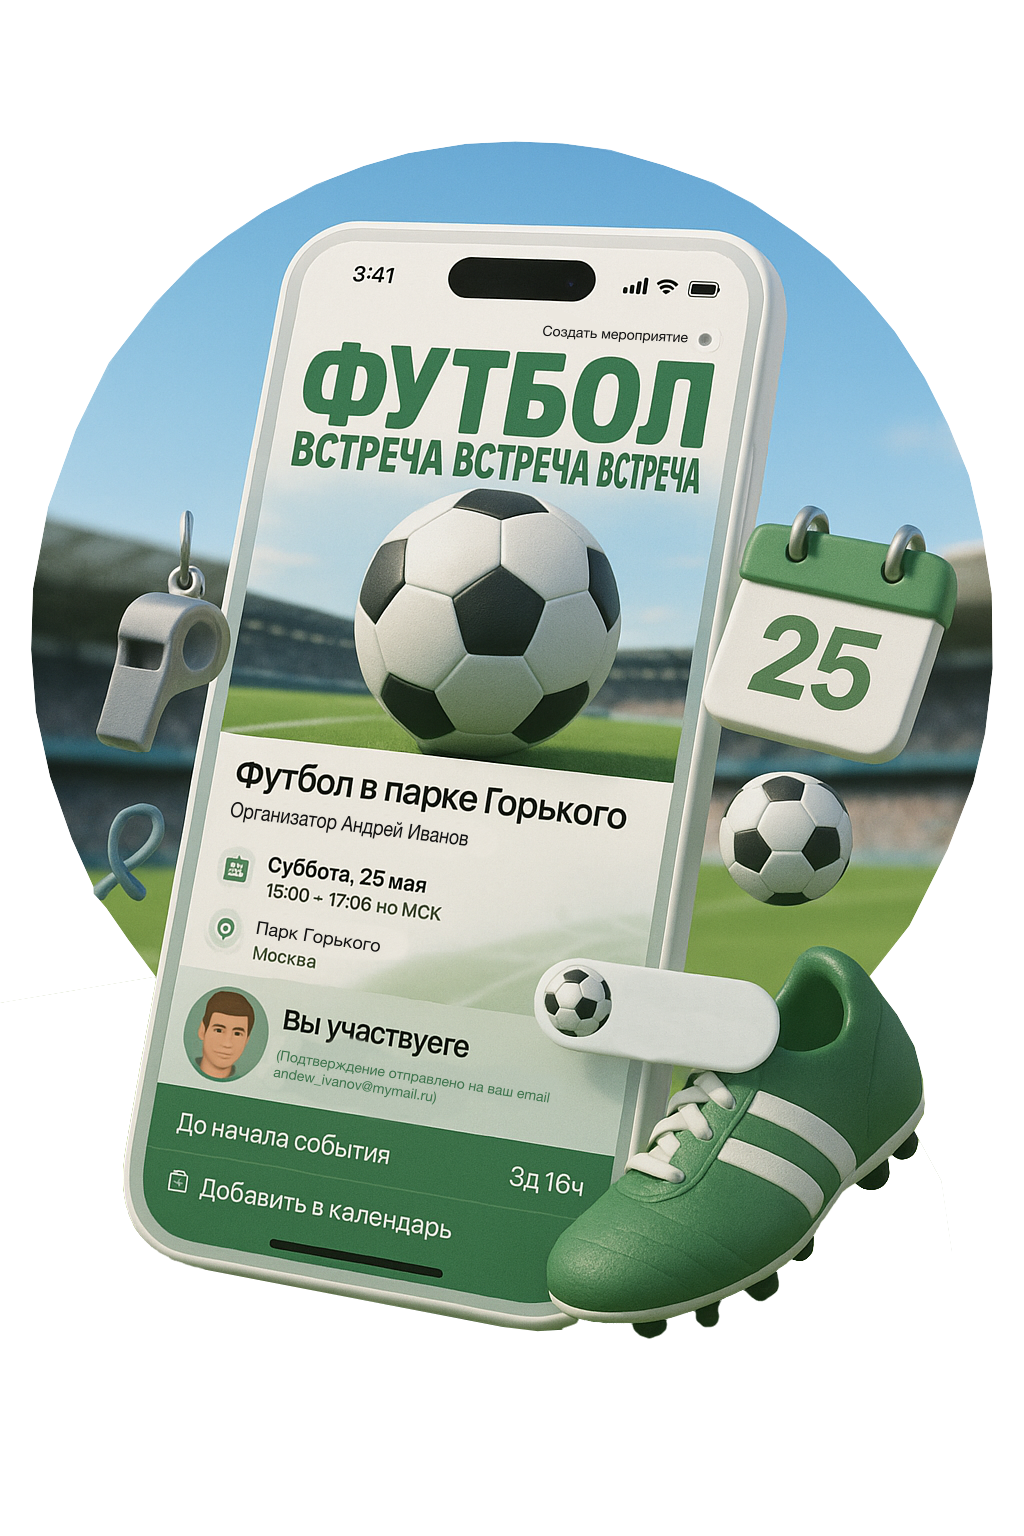 3:41
Создать мероприятие
ФУТБОЛ
ВСТРЕЧА ВСТРЕЧА ВСТРЕЧА
25
Футбол в парке Горького
Организатор Андрей Иванов
Суббота, 25 мая
15:00 - 17:06 но МСК
Парк Горького
Москва
Вы участвуеге
(Подтверждение отправлено на ваш email
andew_ivanov@mymail.ru)
До начала события
3д 16ч
Добавить в календарь